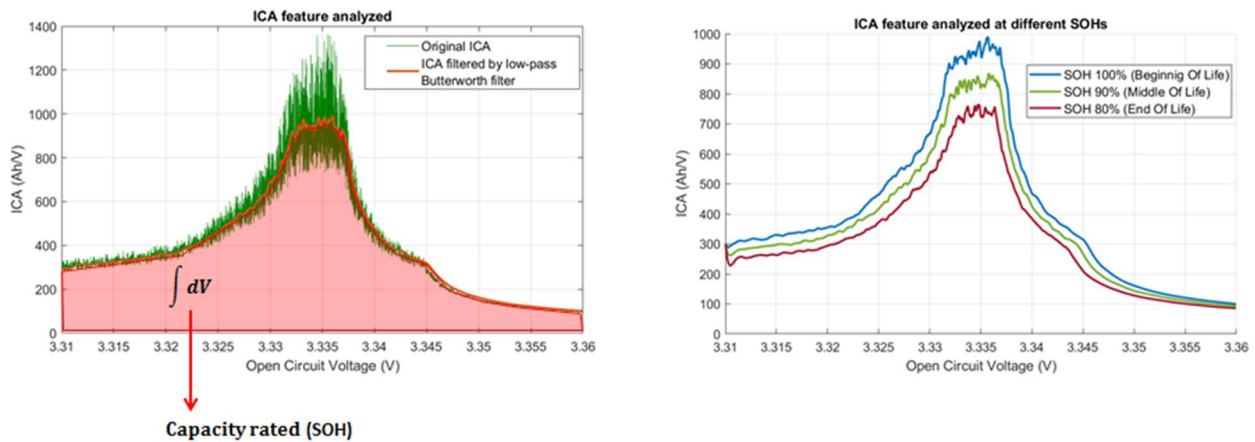 ICA feature analyzed
1400
1200
1000
800
600
400
200
0
ICA (Ah/V)
Original ICA
ICA filtered by low-pass
Butterworth filter
∫ dV
3.31 3.315 3.32 3.325 3.33 3.335 3.34 3.345 3.35 3.355 3.36
Open Circuit Voltage (V)
Capacity rated (SOH)
ICA feature analyzed at different SOHs
1000
900
800
700
600
500
400
300
200
100
0
ICA (Ah/V)
SOH 100% (Beginnig Of Life)
SOH 90% (Middle Of Life)
SOH 80% (End Of Life)
3.31 3.315 3.32 3.325 3.33 3.335 3.34 3.345 3.35 3.355 3.36
Open Circuit Voltage (V)